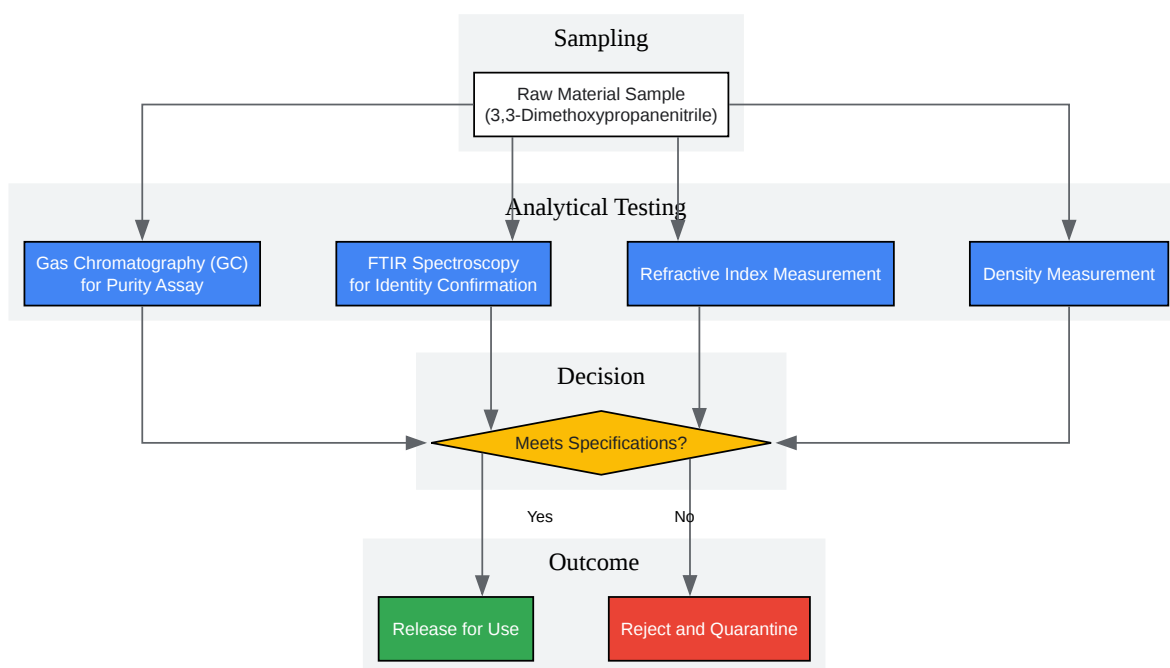 Sampling
Raw Material Sample
(3,3-Dimethoxypropanenitrile)
Analytical Testing
Gas Chromatography (GC)
for Purity Assay
FTIR Spectroscopy
for Identity Confirmation
Refractive Index Measurement
Density Measurement
Decision
Meets Specifications?
Yes
No
Outcome
Release for Use
Reject and Quarantine